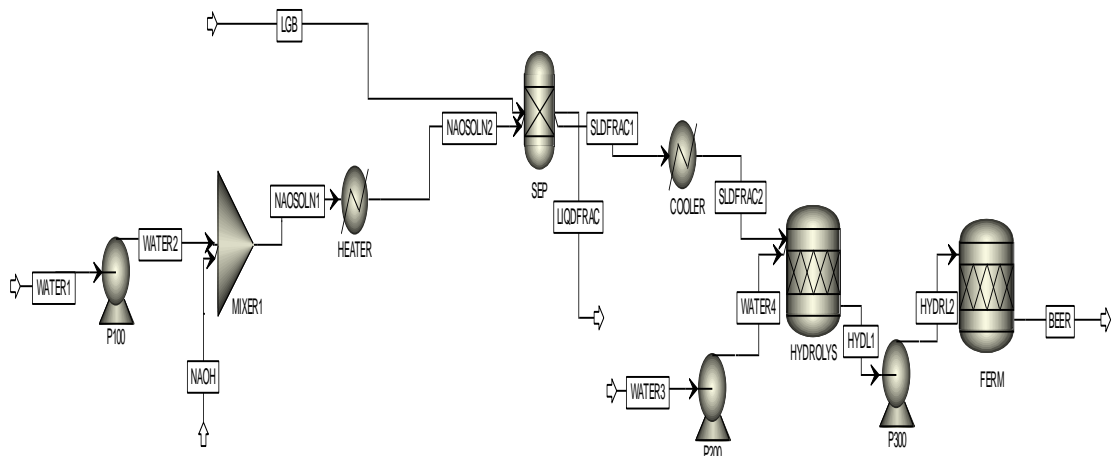 LGB
NAOSOLN2
SLDFRAC1
SEP
COOLER
SLDFRAC2
NAOSOLN1
HEATER
LIQDFRAC
WATER2
WATER1
P100
MIXER1
NAOH
WATER4
HYDROLYS
HYDL1
HYDRL2
BEER
FERM
WATER3
P200
P300